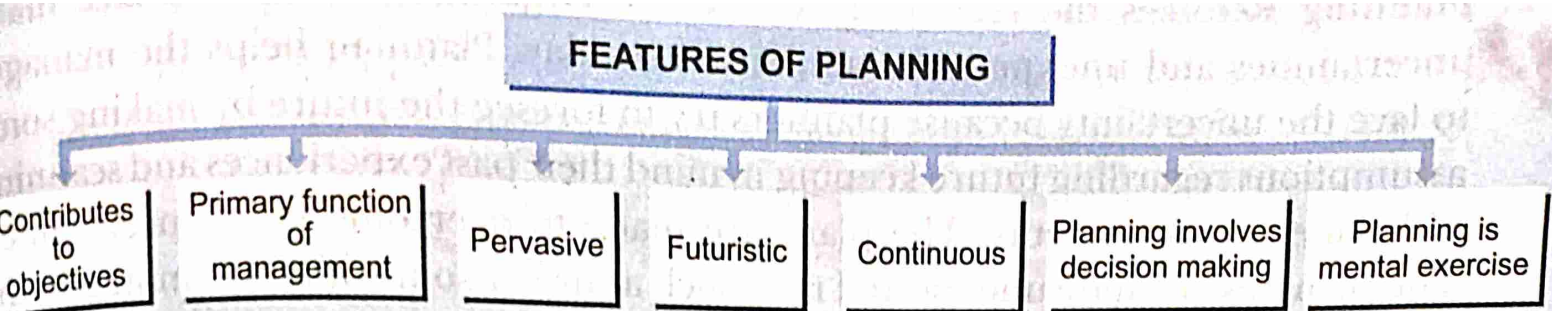 FEATURES OF PLANNING
Contributes
to
objectives
Primary function
of
management
Pervasive
Futuristic
Continuous
Planning involves
decision making
Planning is
mental exercise